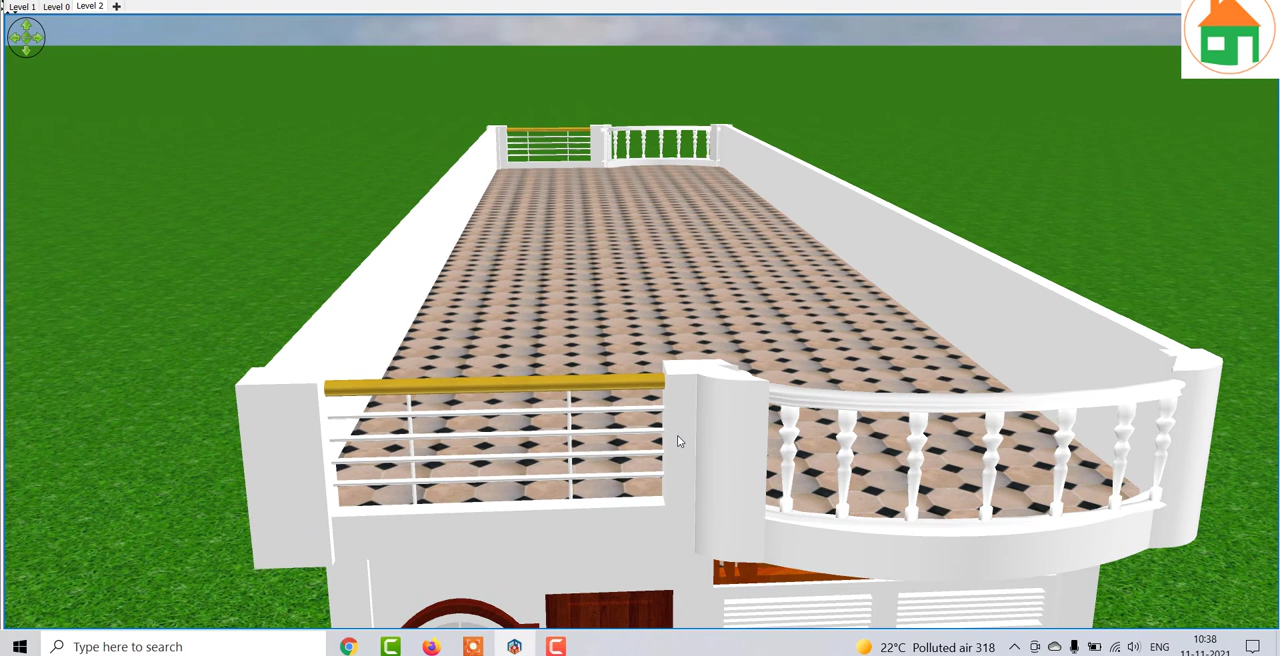 Level 1 Level 0 Level 2
Type here to search
22°C Polluted air 318
ENG
10:38
11-11-2021